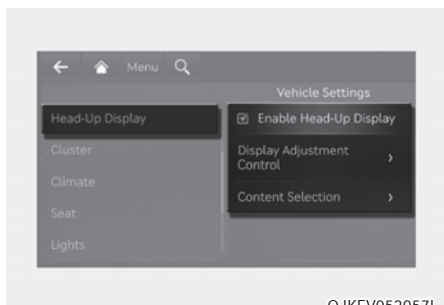 Menu
Vehicle Settings
Head-Up Display
Enable Head-Up Display
Cluster
Display Adjustment
Control
Climate
Content Selection
Seat
Lights